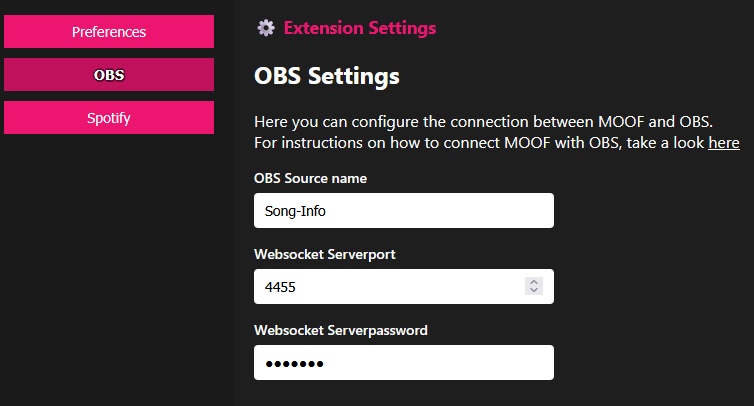 Preferences
OBS
Spotify
Extension Settings
OBS Settings
Here you can configure the connection between MOOF and OBS.
For instructions on how to connect MOOF with OBS, take a look here
OBS Source name
Song-Info
Websocket Serverport
4455
Websocket Serverpassword
●●●●●●●